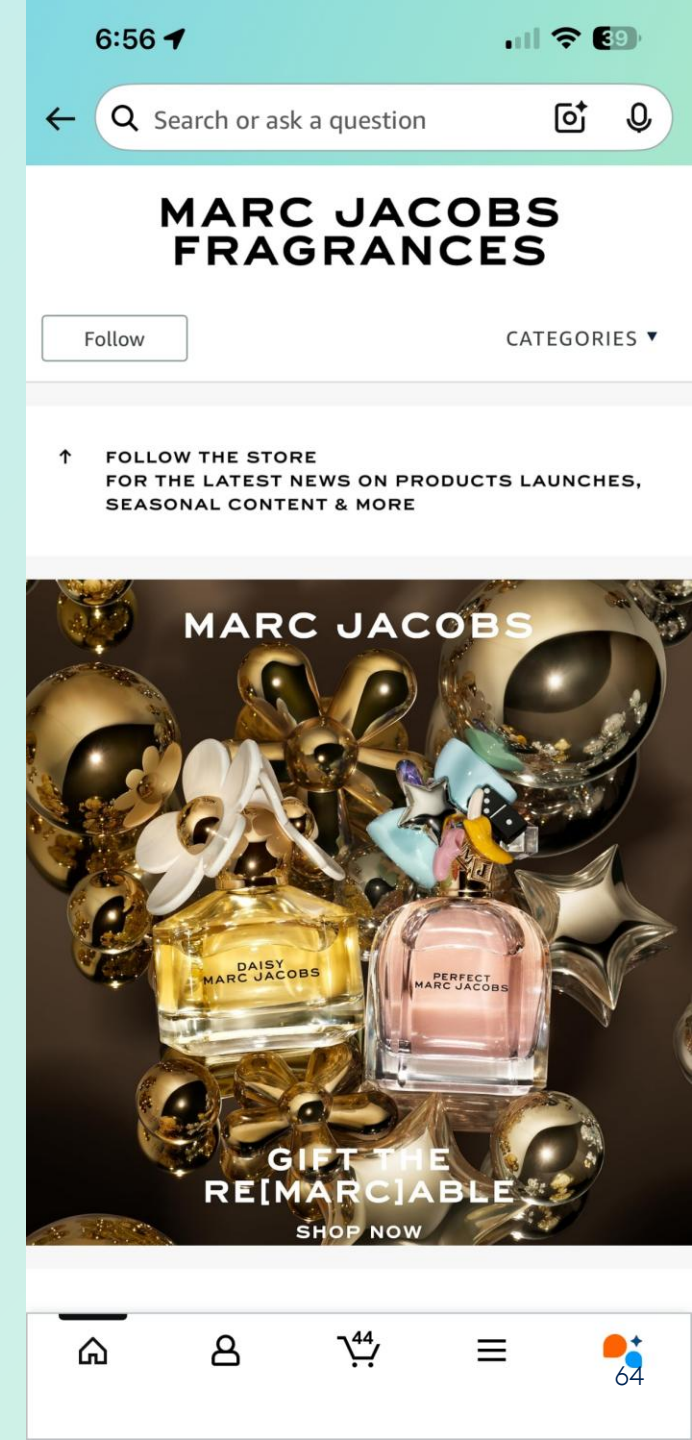 6:56
39
Search or ask a question
MARC JACOBS
FRAGRANCES
Follow
CATEGORIES ▼
↑ FOLLOW THE STORE
FOR THE LATEST NEWS ON PRODUCTS LAUNCHES,
SEASONAL CONTENT & MORE
MARC JACOBS
DAISY
MARC JACOBS
PERFECT
MARC JACOBS
GIFT THE
RE[MARC]ABLE
SHOP NOW
44
64